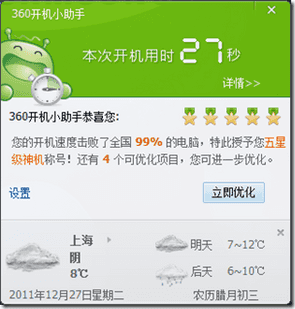 360开机小助手
本次开机用时 27 秒
详情>>
360开机小助手恭喜您:
您的开机速度击败了全国 99% 的电脑，特此授予您五星
级神机称号！还有 4 个可优化项目，您可进一步优化。
设置
立即优化
上海
阴
8℃
明天 7~12℃
后天 6~10℃
2011年12月27日星期二
农历腊月初三